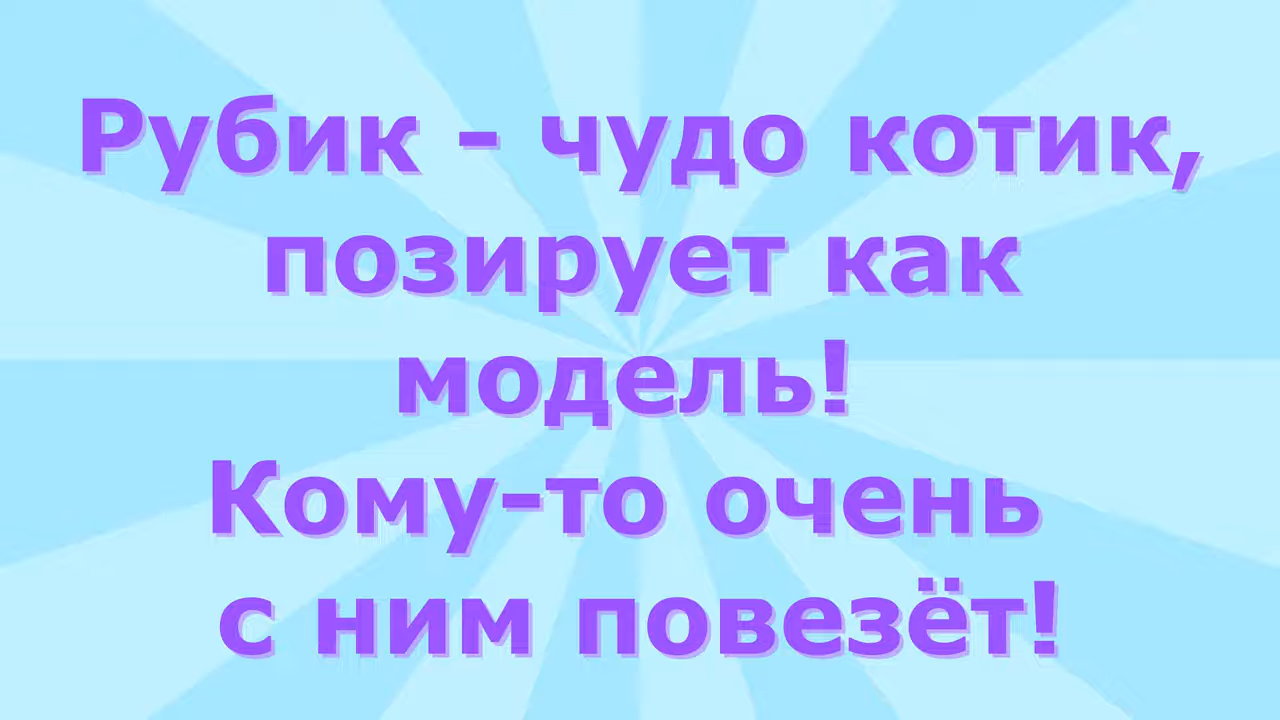 Рубик - чудо котик,
позирует как
модель!
Кому-то очень
с ним повезёт!